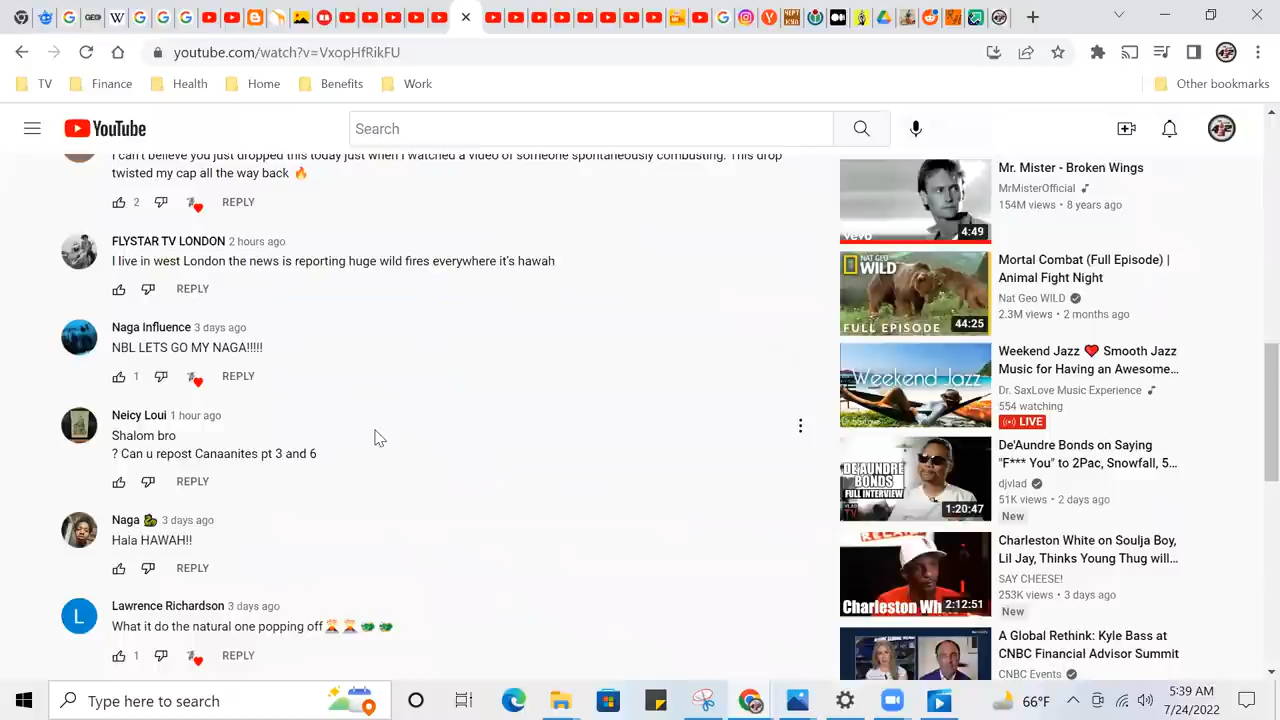 youtube.com/watch?v=VxopHfRikFU
TV
Finance
Health
Home
Benefits
Work
Other bookmarks
YouTube
Search
I can't believe you just dropped this today just when I watched a video of someone spontaneously combusting. This drop
twisted my cap all the way back 🔥
2
REPLY
FLYSTAR TV LONDON 2 hours ago
I live in west London the news is reporting huge wild fires everywhere it's hawah
REPLY
Naga Influence 3 days ago
NBL LETS GO MY NAGA!!!!!
1
REPLY
Neicy Loui 1 hour ago
Shalom bro
? Can u repost Canaanites pt 3 and 6
REPLY
Naga 🐉 3 days ago
Hala HAWAH!!
REPLY
L
Lawrence Richardson 3 days ago
What it do the natural one popping off🌋🌋🐲🐲
1
REPLY
vevo
4:49
Mr. Mister - Broken Wings
MrMisterOfficial
154M views • 8 years ago
NAT GEO
WILD
FULL EPISODE
44:25
Mortal Combat (Full Episode) |
Animal Fight Night
Nat Geo WILD
2.3M views • 2 months ago
Weekend Jazz
Dr.SaxLove
Weekend Jazz ❤️ Smooth Jazz
Music for Having an Awesome...
Dr. SaxLove Music Experience
554 watching
LIVE
DE'AUNDRE
BONDS
FULL INTERVIEW
VLAD
TV
1:20:47
De'Aundre Bonds on Saying
"F*** You" to 2Pac, Snowfall, 5...
djvlad
51K views • 2 days ago
New
Charleston Wh
2:12:51
Charleston White on Soulja Boy,
Lil Jay, Thinks Young Thug will...
SAY CHEESE!
253K views • 3 days ago
New
A Global Rethink: Kyle Bass at
CNBC Financial Advisor Summit
CNBC Events
Type here to search
66°F
5:39 AM
7/24/2022